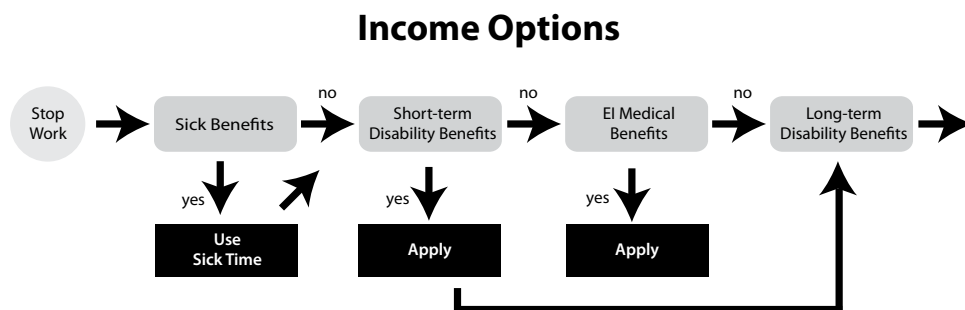 Income Options
Stop
Work
Sick Benefits
no
Short-term
Disability Benefits
no
EI Medical
Benefits
no
Long-term
Disability Benefits
yes
Use
Sick Time
yes
Apply
yes
Apply